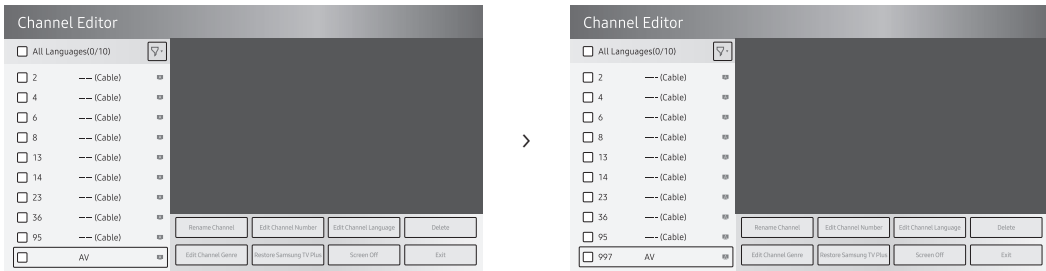 Channel Editor
All Languages(0/10)
2 —— (Cable)
4 —— (Cable)
6 —— (Cable)
8 —— (Cable)
13 —— (Cable)
14 —— (Cable)
23 —— (Cable)
36 —— (Cable)
95 —— (Cable)
AV
Rename Channel Edit Channel Number Edit Channel Language Delete
Edit Channel Genre Restore Samsung TV Plus Screen Off Exit
>
Channel Editor
All Languages(0/10)
2 —- (Cable)
4 —- (Cable)
6 —- (Cable)
8 —- (Cable)
13 —- (Cable)
14 —- (Cable)
23 —- (Cable)
36 —- (Cable)
95 —- (Cable)
997 AV
Rename Channel Edit Channel Number Edit Channel Language Delete
Edit Channel Genre Restore Samsung TV Plus Screen Off Exit